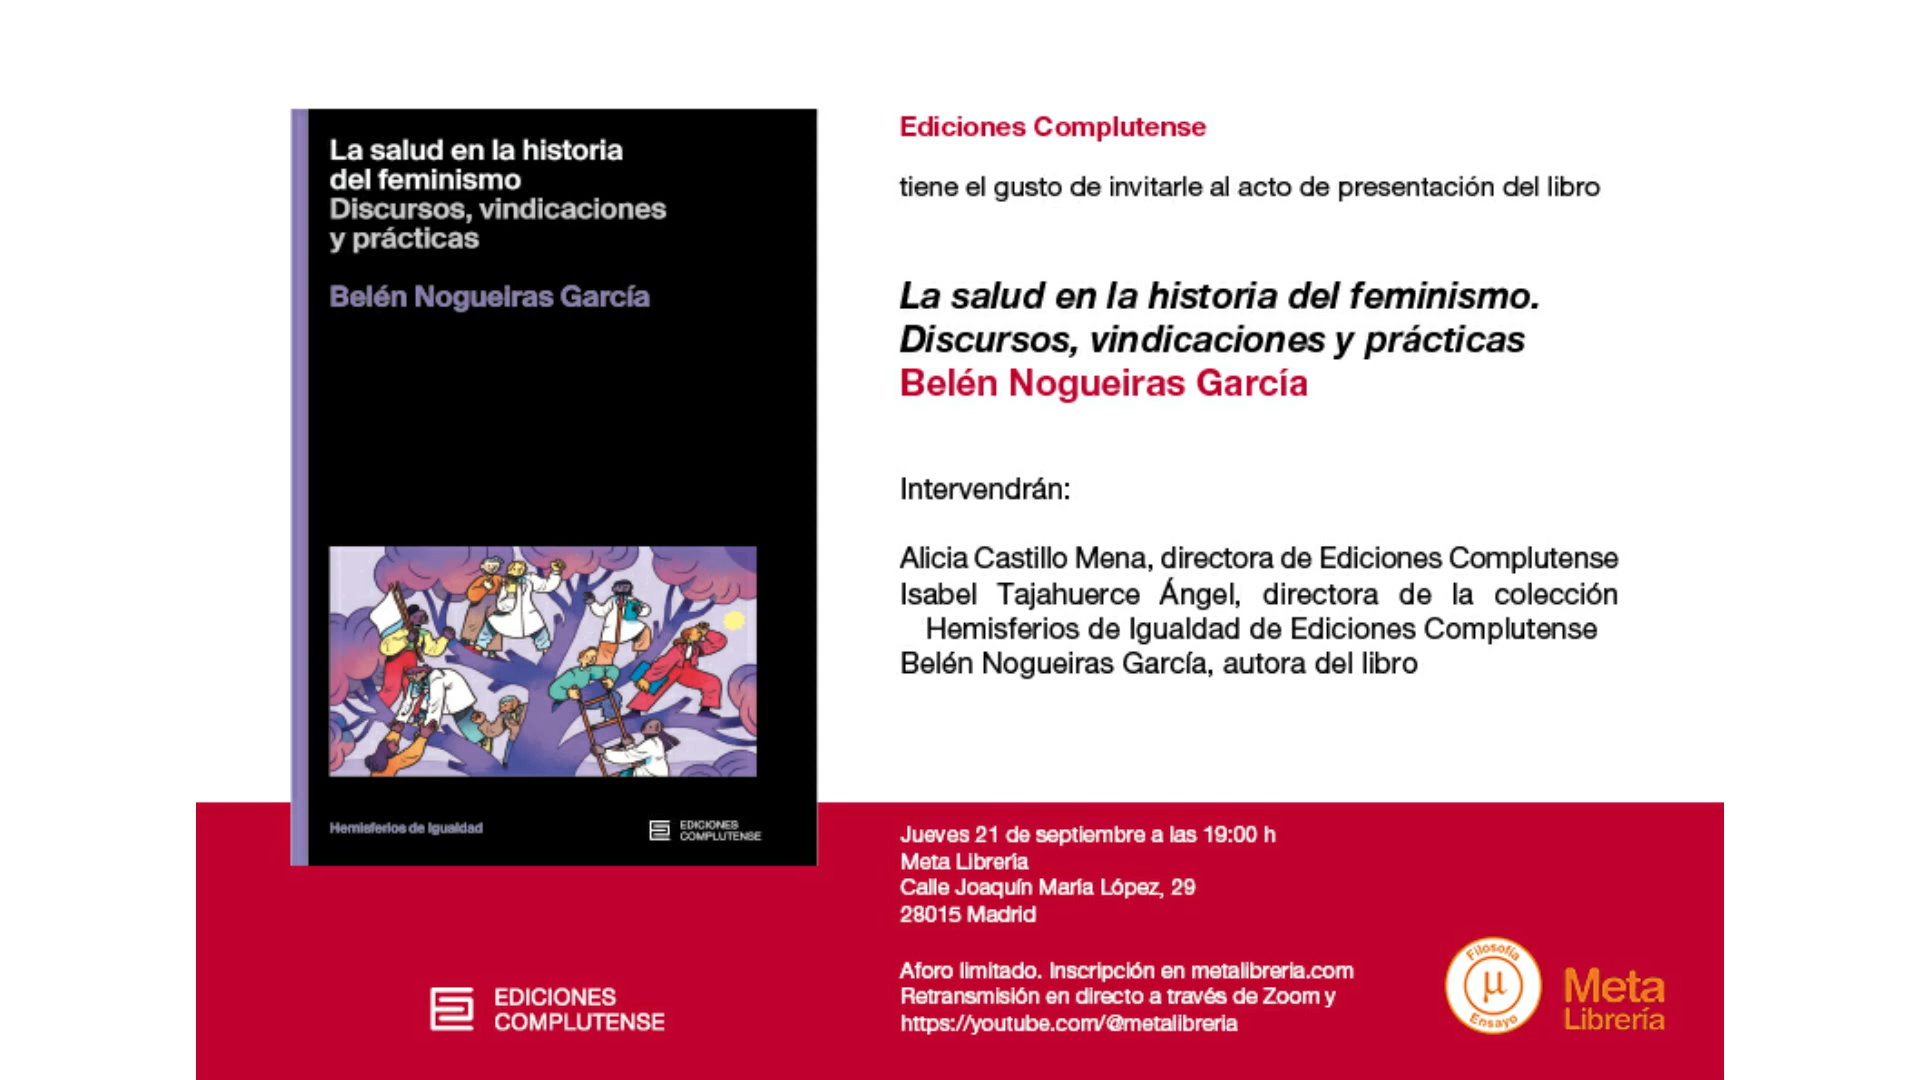 La salud en la historia
del feminismo
Discursos, vindicaciones
y prácticas
Belén Nogueiras García
Hemisferios de Igualdad
EDICIONES
COMPLUTENSE
Ediciones Complutense
tiene el gusto de invitarle al acto de presentación del libro
La salud en la historia del feminismo.
Discursos, vindicaciones y prácticas
Belén Nogueiras García
Intervendrán:
Alicia Castillo Mena, directora de Ediciones Complutense
Isabel Tajahuerce Ángel, directora de la colección
Hemisferios de Igualdad de Ediciones Complutense
Belén Nogueiras García, autora del libro
Jueves 21 de septiembre a las 19:00 h
Meta Librería
Calle Joaquín María López, 29
28015 Madrid
Aforo limitado. Inscripción en metalibreria.com
Retransmisión en directo a través de Zoom y
https://youtube.com/@metalibreria
EDICIONES
COMPLUTENSE
Filosofía
μ
Ensayo
Meta
Librería